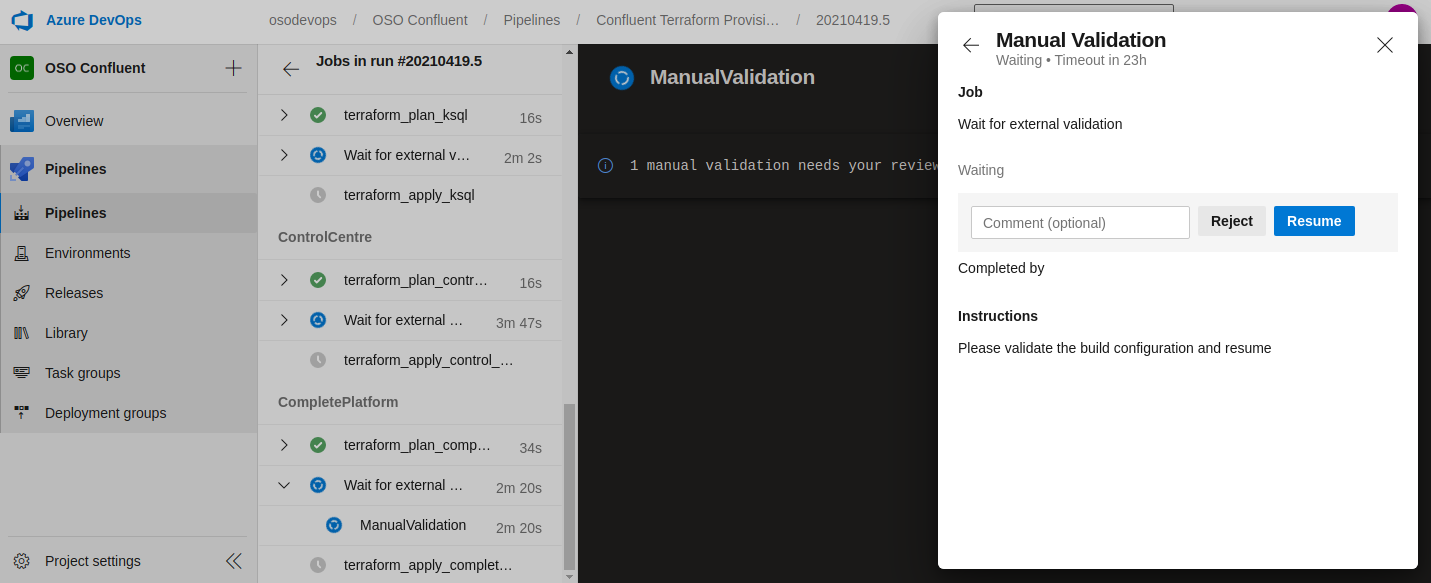 Azure DevOps
osodevops / OSO Confluent / Pipelines / Confluent Terraform Provisi… / 20210419.5
OC OSO Confluent
Overview
Pipelines
Pipelines
Environments
Releases
Library
Task groups
Deployment groups
Project settings
Jobs in run #20210419.5
terraform_plan_ksql 16s
Wait for external v… 2m 2s
terraform_apply_ksql
ControlCentre
terraform_plan_contr… 16s
Wait for external … 3m 47s
terraform_apply_control_…
CompletePlatform
terraform_plan_comp… 34s
Wait for external … 2m 20s
ManualValidation 2m 20s
terraform_apply_complet…
ManualValidation
1 manual validation needs your review
Manual Validation
Waiting • Timeout in 23h
Job
Wait for external validation
Waiting
Comment (optional) Reject Resume
Completed by
Instructions
Please validate the build configuration and resume